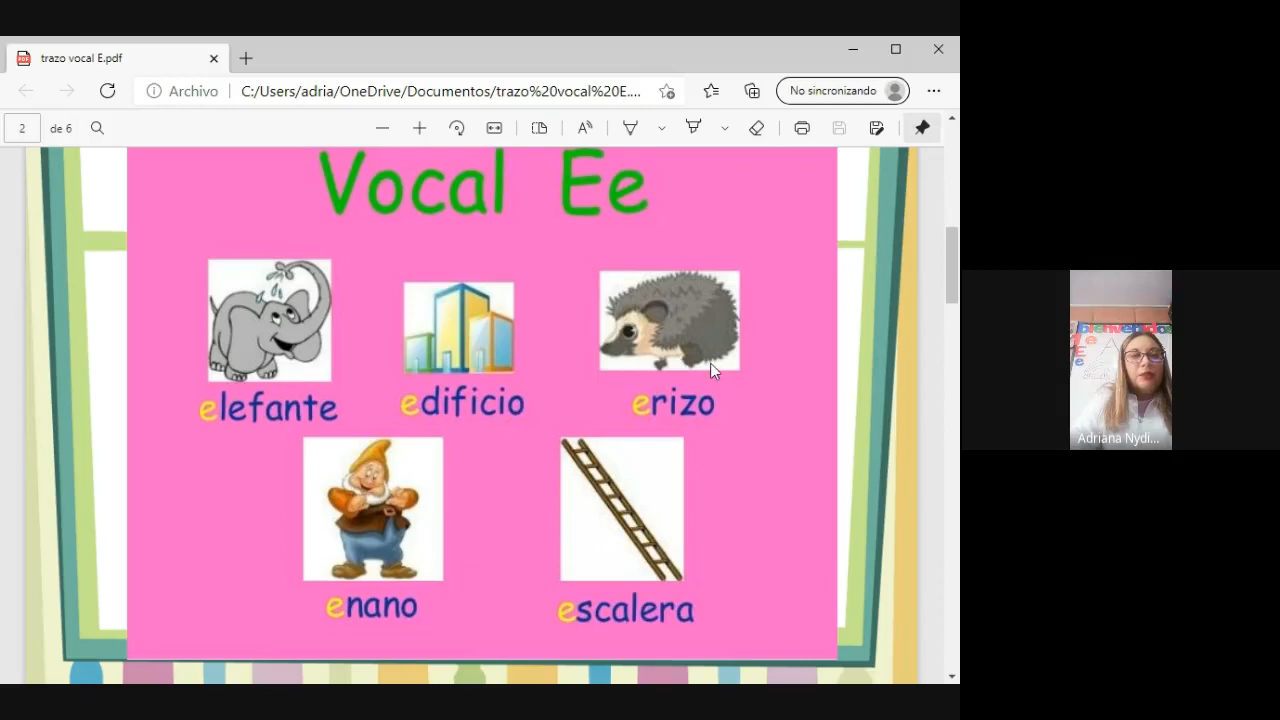 trazo vocal E.pdf
Archivo
C:/Users/adria/OneDrive/Documentos/trazo%20vocal%20E....
No sincronizando
2 de 6
Vocal Ee
elefante
edificio
erizo
enano
escalera
bienvenidos
e
A
E
e
Adriana Nydi...